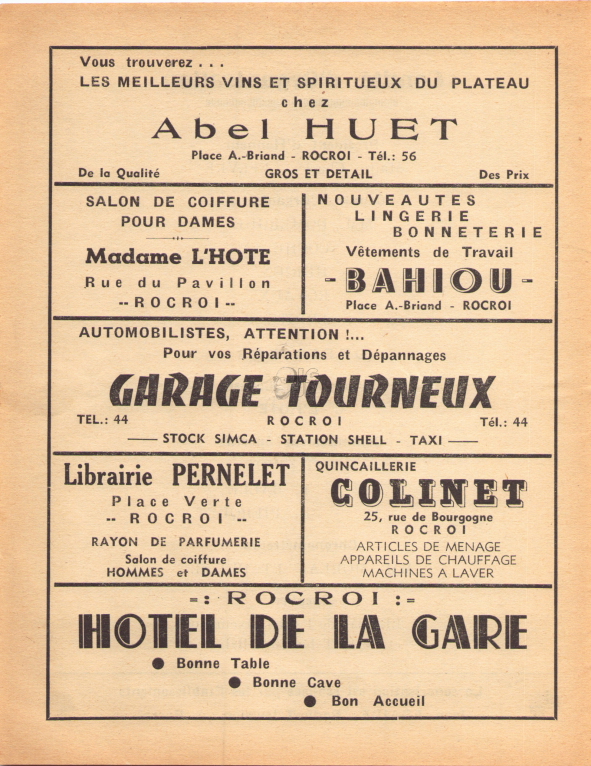 Vous trouverez . . .
LES MEILLEURS VINS ET SPIRITUEUX DU PLATEAU
chez
Abel HUET
Place A.-Briand - ROCROI - Tél.: 56
De la Qualité GROS ET DETAIL Des Prix
SALON DE COIFFURE
POUR DAMES
Madame L'HOTE
Rue du Pavillon
-- ROCROI --
NOUVEAUTES
LINGERIE
BONNETERIE
Vêtements de Travail
- BAHIOU -
Place A.-Briand - ROCROI
AUTOMOBILISTES, ATTENTION !...
Pour vos Réparations et Dépannages
GARAGE TOURNEUX
TEL.: 44 ROCROI Tél.: 44
STOCK SIMCA - STATION SHELL - TAXI
Librairie PERNELET
Place Verte
-- ROCROI --
RAYON DE PARFUMERIE
Salon de coiffure
HOMMES et DAMES
QUINCAILLERIE
COLINET
25, rue de Bourgogne
ROCROI
ARTICLES DE MENAGE
APPAREILS DE CHAUFFAGE
MACHINES A LAVER
=: ROCROI :=
HOTEL DE LA GARE
● Bonne Table
● Bonne Cave
● Bon Accueil